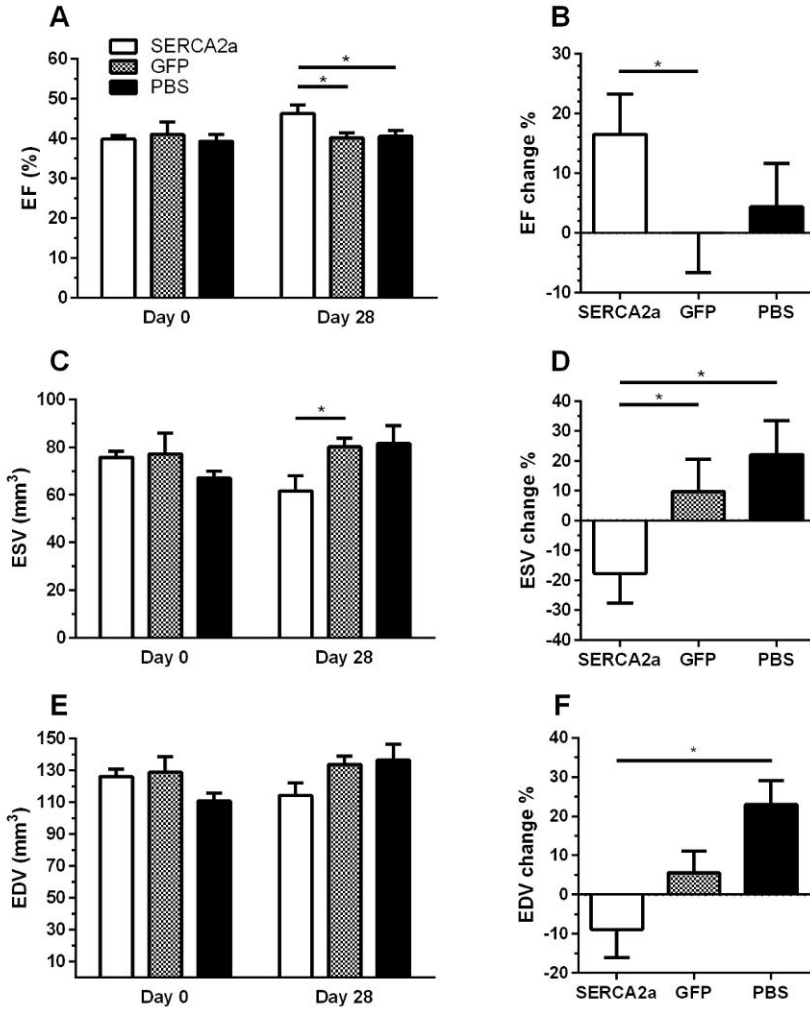 A
SERCA2a
GFP
PBS
*
*
EF (%)
60
50
40
30
20
10
0
Day 0
Day 28
B
*
EF change %
30
20
10
0
-10
SERCA2a
GFP
PBS
C
*
ESV (mm³)
100
80
60
40
20
0
Day 0
Day 28
D
*
*
ESV change %
40
30
20
10
0
-10
-20
-30
-40
SERCA2a
GFP
PBS
E
EDV (mm³)
150
130
110
90
70
50
30
10
Day 0
Day 28
F
*
EDV change %
40
30
20
10
0
-10
-20
SERCA2a
GFP
PBS